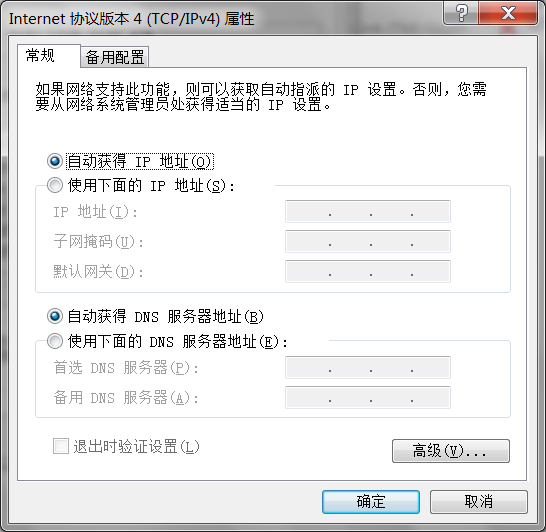 Internet 协议版本 4 (TCP/IPv4) 属性
常规
备用配置
如果网络支持此功能，则可以获取自动指派的 IP 设置。否则，您需
要从网络系统管理员处获得适当的 IP 设置。
自动获得 IP 地址(O)
使用下面的 IP 地址(S):
IP 地址(I):
子网掩码(U):
默认网关(D):
自动获得 DNS 服务器地址(B)
使用下面的 DNS 服务器地址(E):
首选 DNS 服务器(P):
备用 DNS 服务器(A):
退出时验证设置(L)
高级(V)...
确定
取消